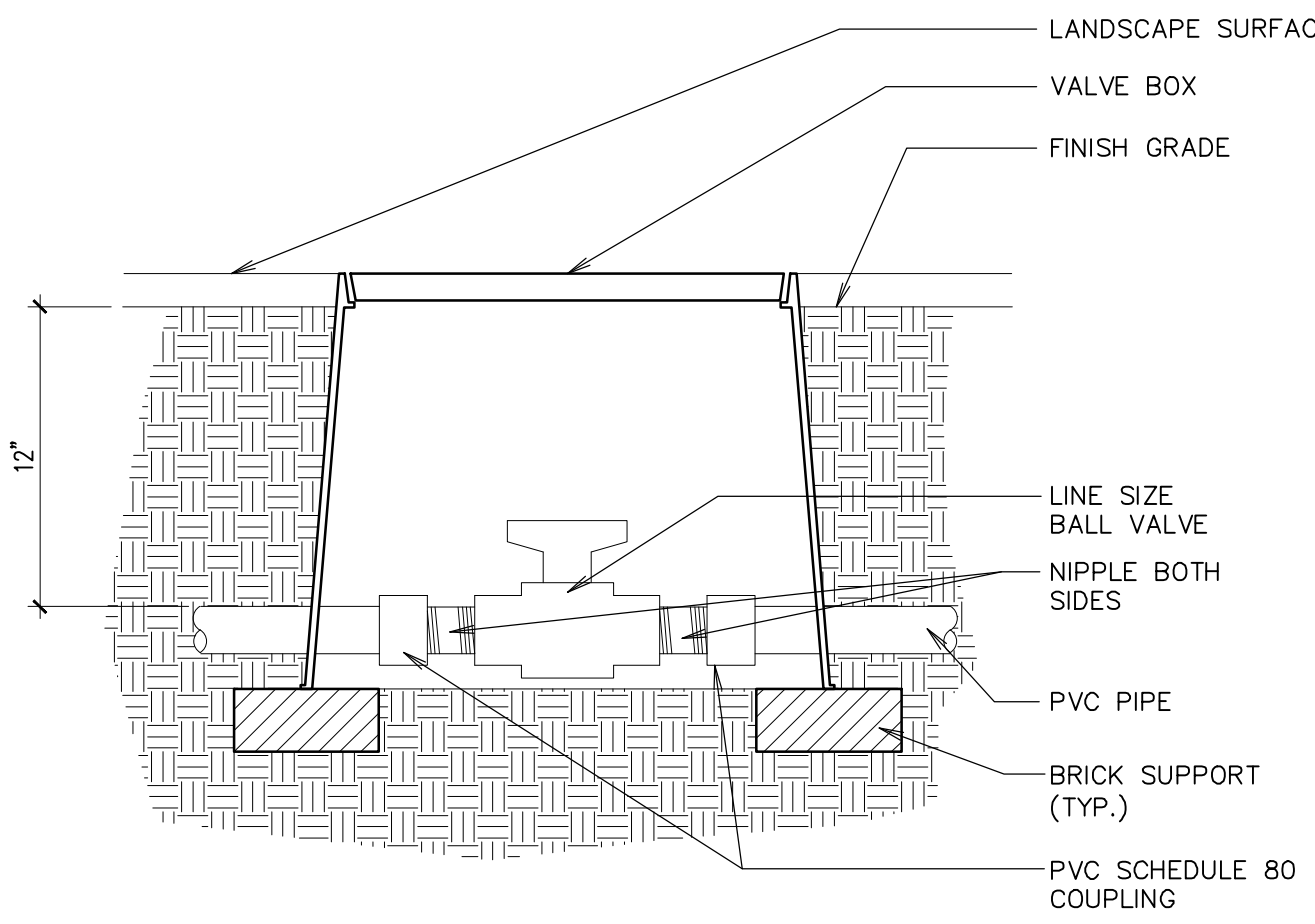 LANDSCAPE SURFAC
VALVE BOX
FINISH GRADE
12"
LINE SIZE
BALL VALVE
NIPPLE BOTH
SIDES
PVC PIPE
BRICK SUPPORT
(TYP.)
PVC SCHEDULE 80
COUPLING